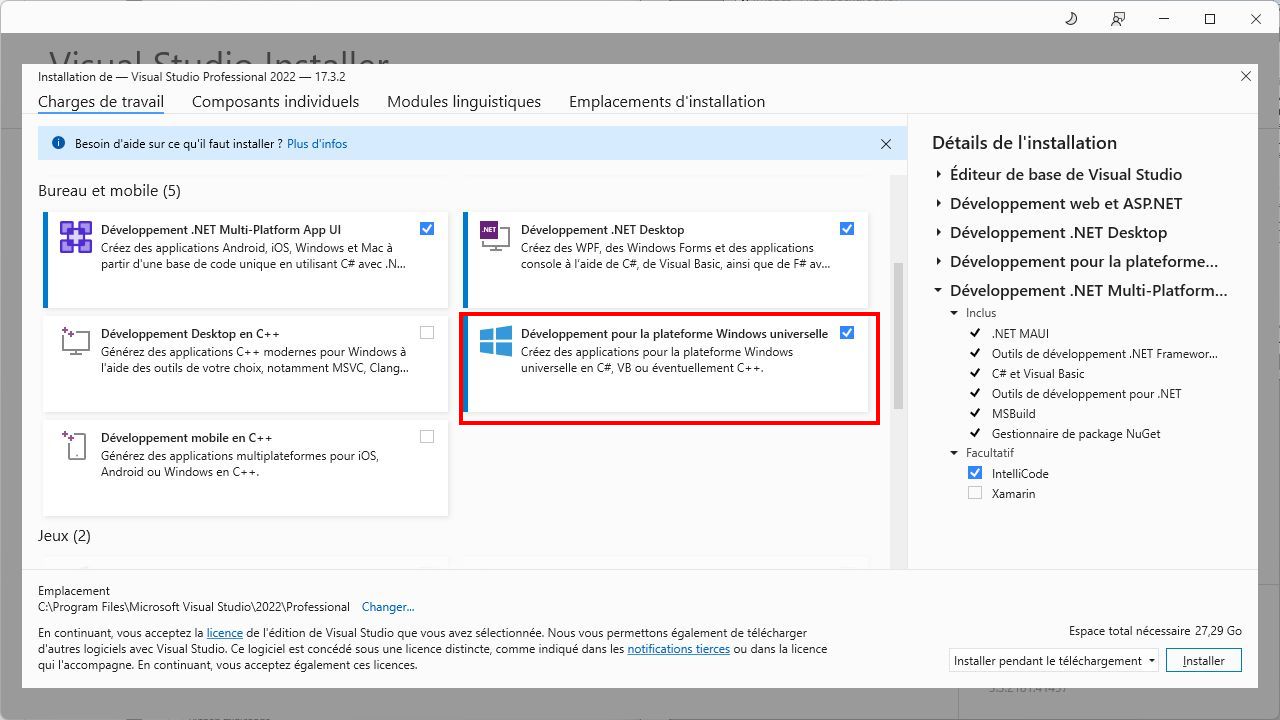 Visual Studio Installer
Installation de — Visual Studio Professional 2022 — 17.3.2
Charges de travail
Composants individuels
Modules linguistiques
Emplacements d'installation
Besoin d'aide sur ce qu'il faut installer ? Plus d'infos
Bureau et mobile (5)
Développement .NET Multi-Platform App UI
Créez des applications Android, iOS, Windows et Mac à
partir d'une base de code unique en utilisant C# avec .N...
.NET
Développement .NET Desktop
Créez des WPF, des Windows Forms et des applications
console à l'aide de C#, de Visual Basic, ainsi que de F# av...
Développement Desktop en C++
Générez des applications C++ modernes pour Windows à
l'aide des outils de votre choix, notamment MSVC, Clang...
Développement pour la plateforme Windows universelle
Créez des applications pour la plateforme Windows
universelle en C#, VB ou éventuellement C++.
Développement mobile en C++
Générez des applications multiplateformes pour iOS,
Android ou Windows en C++.
Jeux (2)
Détails de l'installation
Éditeur de base de Visual Studio
Développement web et ASP.NET
Développement .NET Desktop
Développement pour la plateforme...
Développement .NET Multi-Platform...
Inclus
.NET MAUI
Outils de développement .NET Framewor...
C# et Visual Basic
Outils de développement pour .NET
MSBuild
Gestionnaire de package NuGet
Facultatif
IntelliCode
Xamarin
Emplacement
C:\Program Files\Microsoft Visual Studio\2022\Professional Changer...
En continuant, vous acceptez la licence de l'édition de Visual Studio que vous avez sélectionnée. Nous vous permettons également de télécharger
d'autres logiciels avec Visual Studio. Ce logiciel est concédé sous une licence distincte, comme indiqué dans les notifications tierces ou dans la licence
qui l'accompagne. En continuant, vous acceptez également ces licences.
Espace total nécessaire 27,29 Go
Installer pendant le téléchargement
Installer